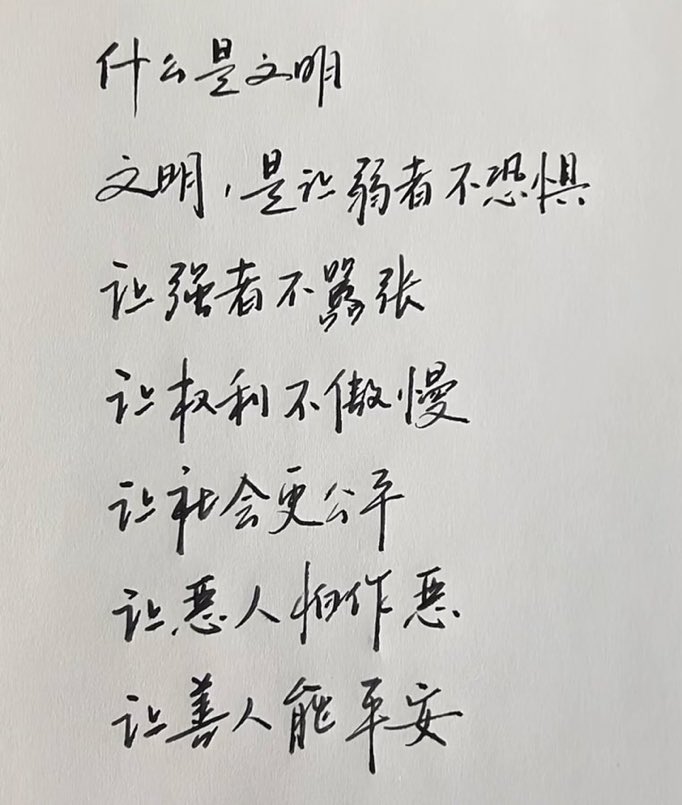 什么是文明
文明，是让弱者不恐惧
让强者不嚣张
让权利不傲慢
让社会更公平
让恶人怕作恶
让善人能平安